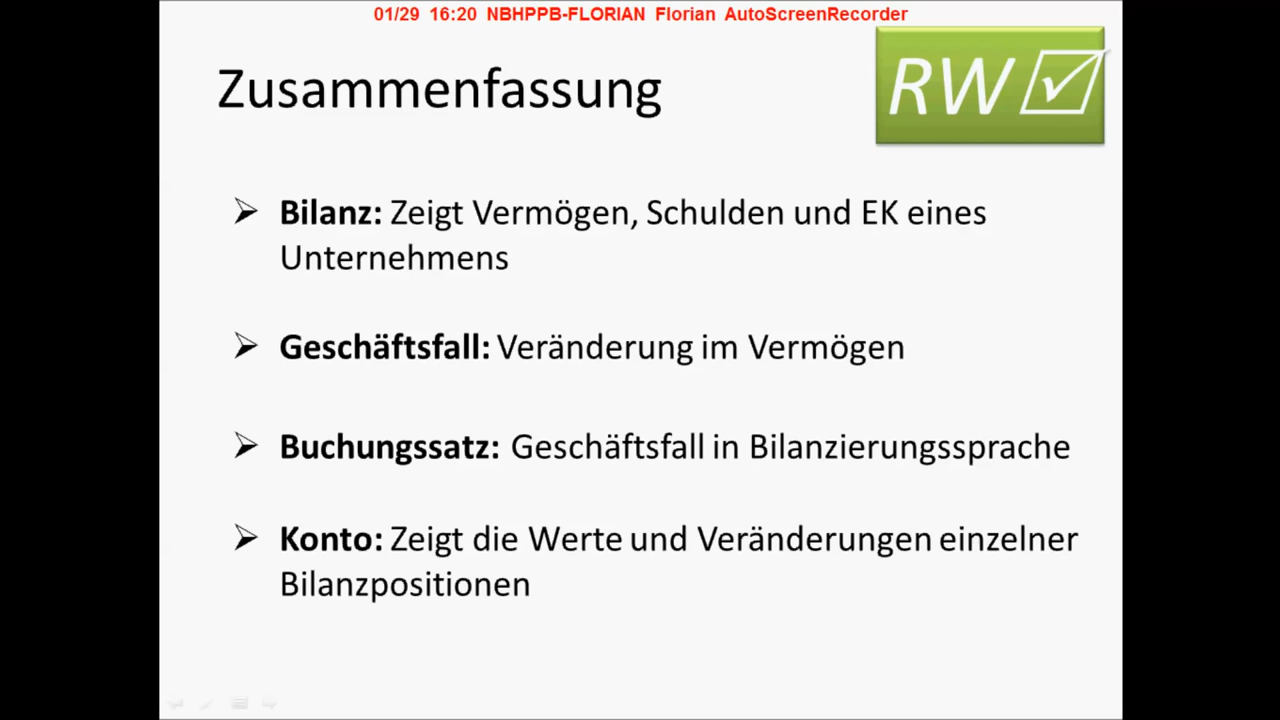 01/29 16:20 NBHPPB-FLORIAN Florian AutoScreenRecorder
Zusammenfassung
RW
Bilanz: Zeigt Vermögen, Schulden und EK eines
Unternehmens
Geschäftsfall: Veränderung im Vermögen
Buchungssatz: Geschäftsfall in Bilanzierungssprache
Konto: Zeigt die Werte und Veränderungen einzelner
Bilanzpositionen